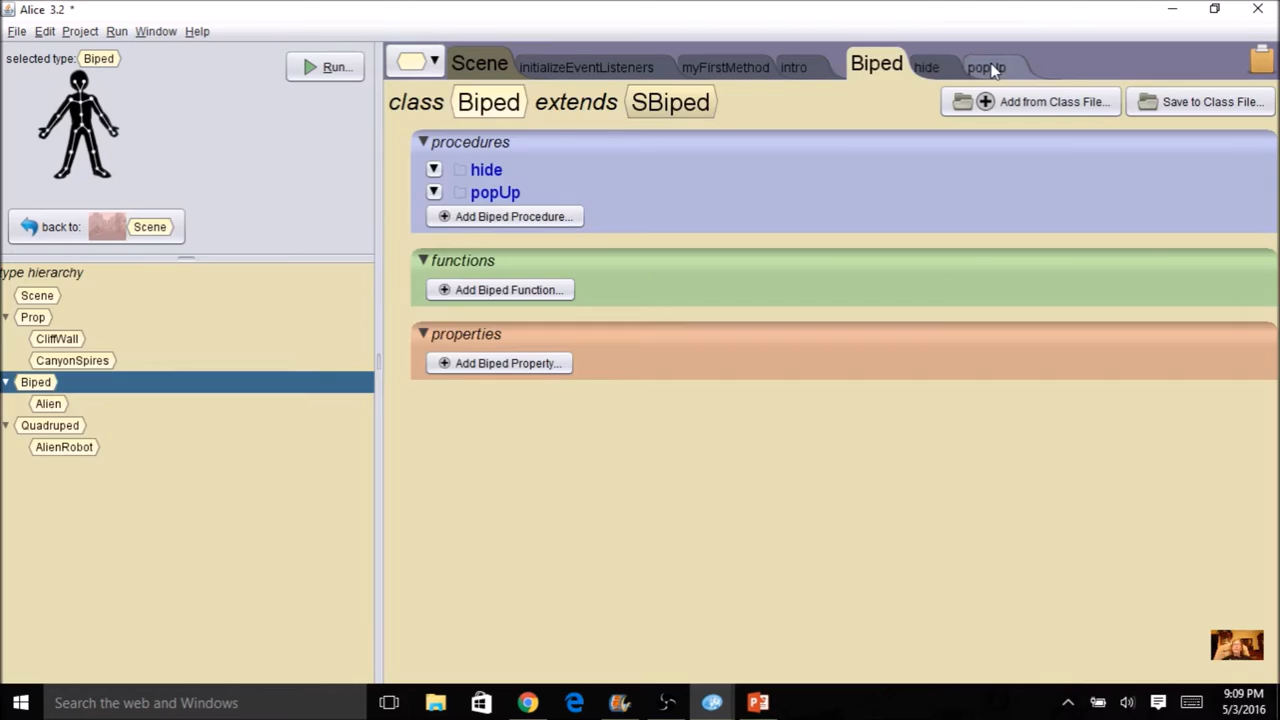 Alice 3.2 *
File Edit Project Run Window Help
selected type: Biped
Run...
back to: Scene
type hierarchy
Scene
Prop
CliffWall
CanyonSpires
Biped
Alien
Quadruped
AlienRobot
Scene initializeEventListeners myFirstMethod intro Biped hide popUp
class Biped extends SBiped
Add from Class File... Save to Class File...
procedures
hide
popUp
Add Biped Procedure...
functions
Add Biped Function...
properties
Add Biped Property...
Search the web and Windows
9:09 PM
5/3/2016